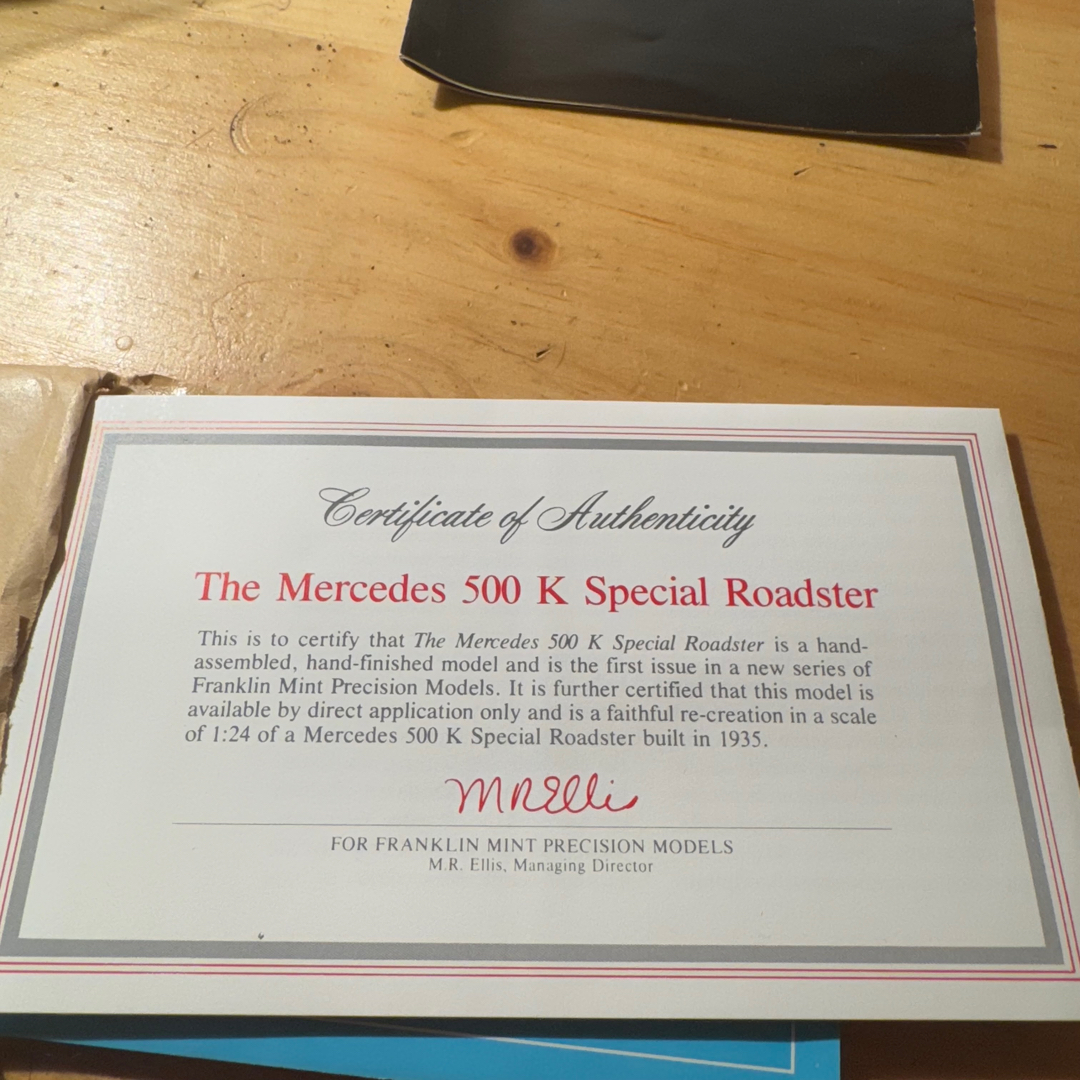 Certificate of Authenticity
The Mercedes 500 K Special Roadster
This is to certify that The Mercedes 500 K Special Roadster is a hand-
assembled, hand-finished model and is the first issue in a new series of
Franklin Mint Precision Models. It is further certified that this model is
available by direct application only and is a faithful re-creation in a scale
of 1:24 of a Mercedes 500 K Special Roadster built in 1935.
MREllis
FOR FRANKLIN MINT PRECISION MODELS
M.R. Ellis, Managing Director